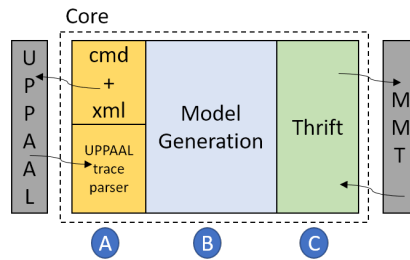 Core
U
P
P
A
A
L
cmd
+
xml
UPPAAL
trace
parser
Model
Generation
Thrift
M
M
T
A
B
C